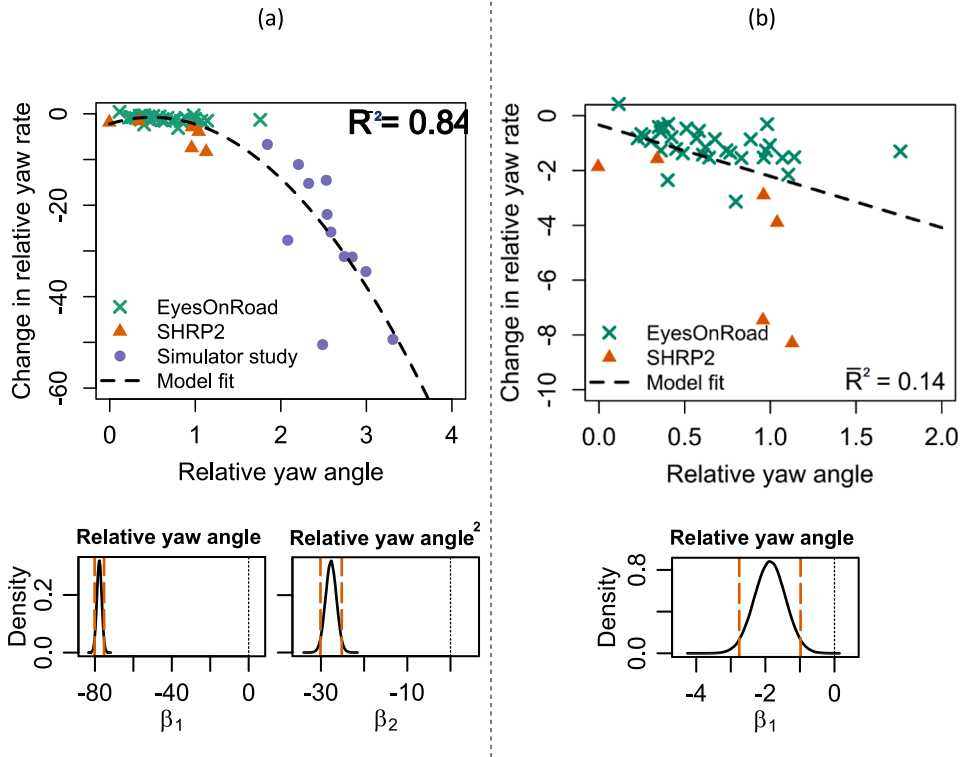 (a)
Change in relative yaw rate
0
-20
-40
-60
R̅² = 0.84
EyesOnRoad
SHRP2
Simulator study
Model fit
0 1 2 3 4
Relative yaw angle
Relative yaw angle
Density
0.0 0.2
-80 -40 0
β1
Relative yaw angle²
-30 -10
β2
(b)
Change in relative yaw rate
0
-2
-4
-6
-8
-10
EyesOnRoad
SHRP2
Model fit
R̅² = 0.14
0.0 0.5 1.0 1.5 2.0
Relative yaw angle
Relative yaw angle
Density
0.0 0.8
-4 -2 0
β1